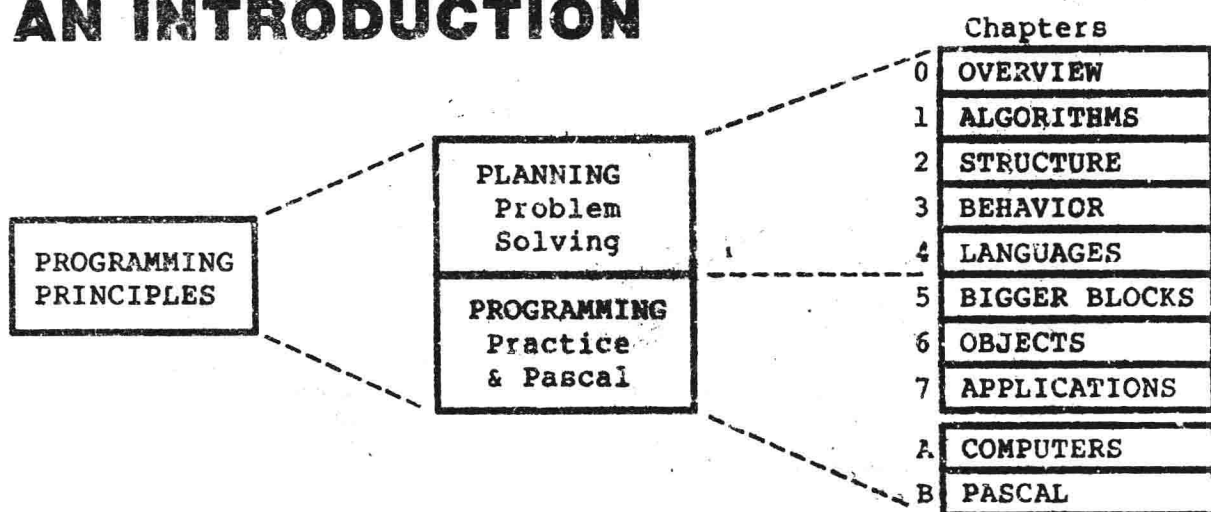 AN INTRODUCTION
PROGRAMMING
PRINCIPLES
PLANNING
Problem
Solving
PROGRAMMING
Practice
& Pascal
Chapters
0 OVERVIEW
1 ALGORITHMS
2 STRUCTURE
3 BEHAVIOR
4 LANGUAGES
5 BIGGER BLOCKS
6 OBJECTS
7 APPLICATIONS
A COMPUTERS
B PASCAL